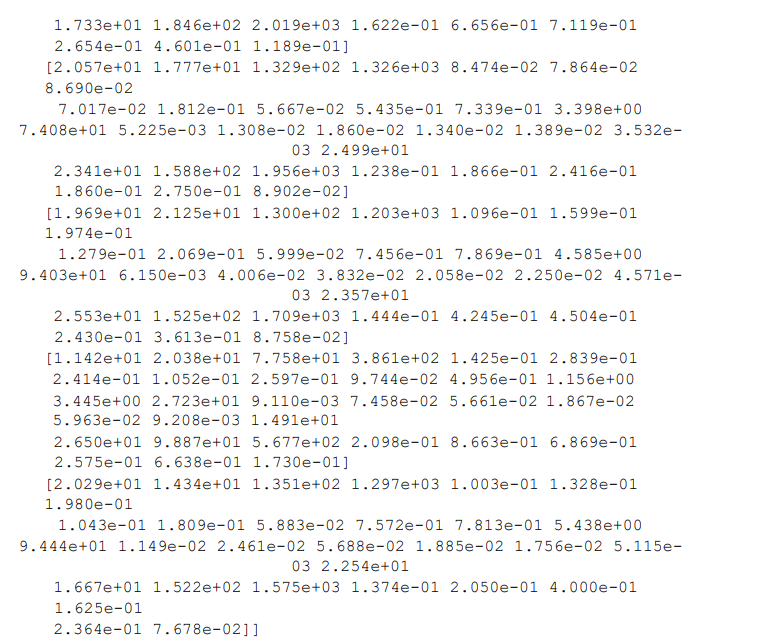 1.733e+01 1.846e+02 2.019e+03 1.622e-01 6.656e-01 7.119e-01
2.654e-01 4.601e-01 1.189e-01]
[2.057e+01 1.777e+01 1.329e+02 1.326e+03 8.474e-02 7.864e-02
8.690e-02
7.017e-02 1.812e-01 5.667e-02 5.435e-01 7.339e-01 3.398e+00
7.408e+01 5.225e-03 1.308e-02 1.860e-02 1.340e-02 1.389e-02 3.532e-
03 2.499e+01
2.341e+01 1.588e+02 1.956e+03 1.238e-01 1.866e-01 2.416e-01
1.860e-01 2.750e-01 8.902e-02]
[1.969e+01 2.125e+01 1.300e+02 1.203e+03 1.096e-01 1.599e-01
1.974e-01
1.279e-01 2.069e-01 5.999e-02 7.456e-01 7.869e-01 4.585e+00
9.403e+01 6.150e-03 4.006e-02 3.832e-02 2.058e-02 2.250e-02 4.571e-
03 2.357e+01
2.553e+01 1.525e+02 1.709e+03 1.444e-01 4.245e-01 4.504e-01
2.430e-01 3.613e-01 8.758e-02]
[1.142e+01 2.038e+01 7.758e+01 3.861e+02 1.425e-01 2.839e-01
2.414e-01 1.052e-01 2.597e-01 9.744e-02 4.956e-01 1.156e+00
3.445e+00 2.723e+01 9.110e-03 7.458e-02 5.661e-02 1.867e-02
5.963e-02 9.208e-03 1.491e+01
2.650e+01 9.887e+01 5.677e+02 2.098e-01 8.663e-01 6.869e-01
2.575e-01 6.638e-01 1.730e-01]
[2.029e+01 1.434e+01 1.351e+02 1.297e+03 1.003e-01 1.328e-01
1.980e-01
1.043e-01 1.809e-01 5.883e-02 7.572e-01 7.813e-01 5.438e+00
9.444e+01 1.149e-02 2.461e-02 5.688e-02 1.885e-02 1.756e-02 5.115e-
03 2.254e+01
1.667e+01 1.522e+02 1.575e+03 1.374e-01 2.050e-01 4.000e-01
1.625e-01
2.364e-01 7.678e-02]]